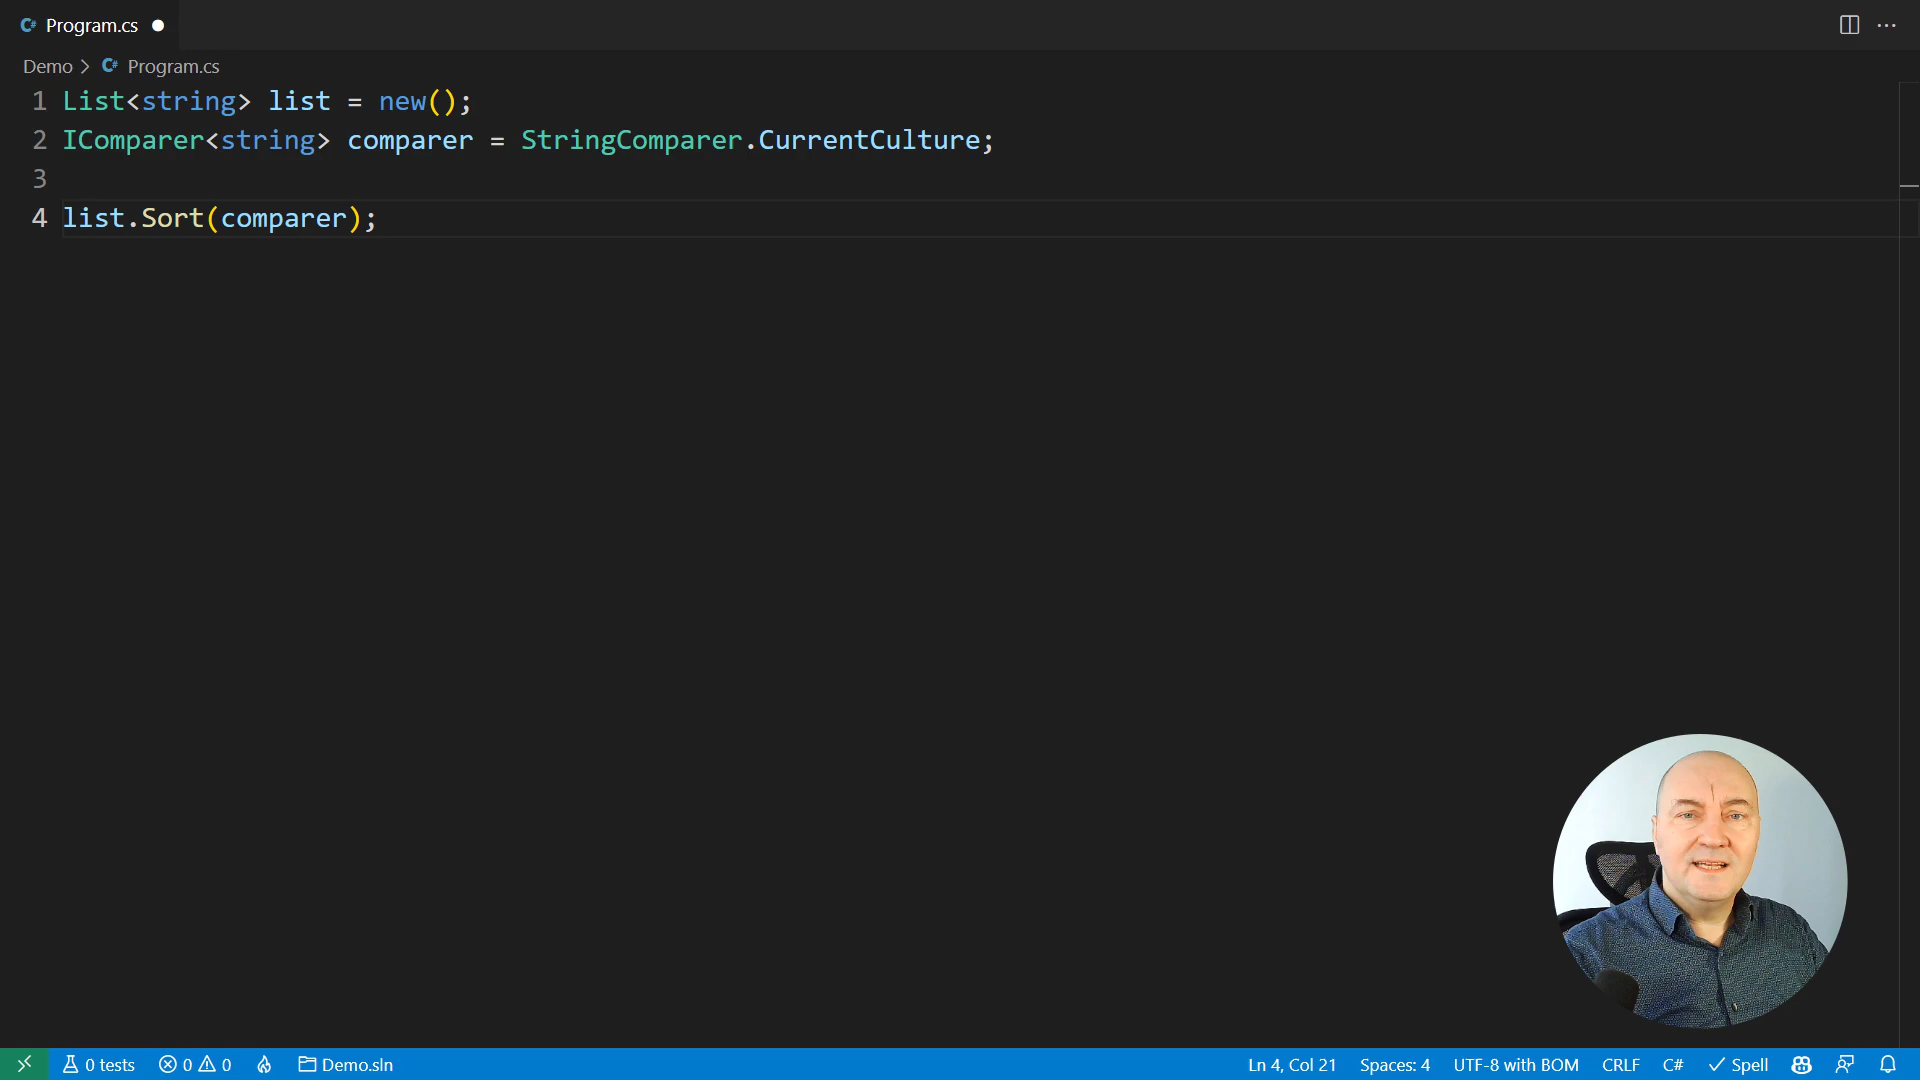 C# Program.cs
Demo > C# Program.cs
1 List<string> list = new();
2 IComparer<string> comparer = StringComparer.CurrentCulture;
3
4 list.Sort(comparer);
0 tests 0 0 Demo.sln Ln 4, Col 21 Spaces: 4 UTF-8 with BOM CRLF C# Spell